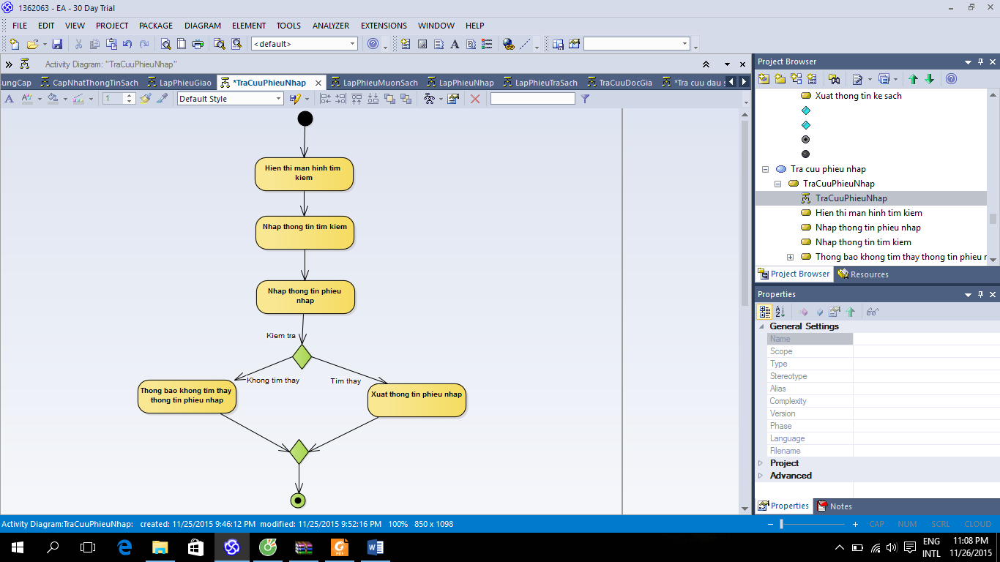 1362063 - EA - 30 Day Trial
FILE EDIT VIEW PROJECT PACKAGE DIAGRAM ELEMENT TOOLS ANALYZER EXTENSIONS WINDOW HELP
<default>
Activity Diagram: "TraCuuPhieuNhap"
ungCap CapNhatThongTinSach LapPhieuGiao *TraCuuPhieuNhap LapPhieuMuonSach LapPhieuNhap LapPhieuTraSach TraCuuDocGia *Tra cuu dau s
1 Default Style
Hien thi man hinh tim
kiem
Nhap thong tin tim kiem
Nhap thong tin phieu
nhap
Kiem tra
Khong tim thay
Tim thay
Thong bao khong tim thay
thong tin phieu nhap
Xuat thong tin phieu nhap
Project Browser
Xuat thong tin ke sach
Tra cuu phieu nhap
TraCuuPhieuNhap
TraCuuPhieuNhap
Hien thi man hinh tim kiem
Nhap thong tin phieu nhap
Nhap thong tin tim kiem
Thong bao khong tim thay thong tin phieu r
Project Browser Resources
Properties
General Settings
Name
Scope
Type
Stereotype
Alias
Complexity
Version
Phase
Language
Filename
Project
Advanced
Properties Notes
Activity Diagram:TraCuuPhieuNhap: created: 11/25/2015 9:46:12 PM modified: 11/25/2015 9:52:16 PM 100% 850 x 1098
CAP NUM SCRL CLOUD
ENG
INTL
11:08 PM
11/26/2015